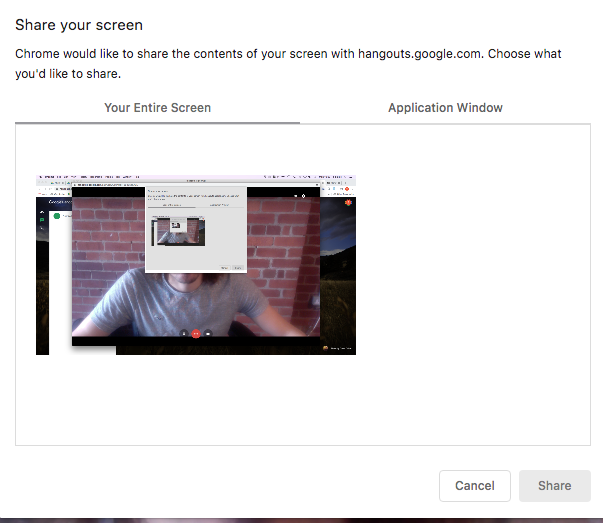 Share your screen
Chrome would like to share the contents of your screen with hangouts.google.com. Choose what
you'd like to share.
Your Entire Screen
Application Window
Cancel
Share